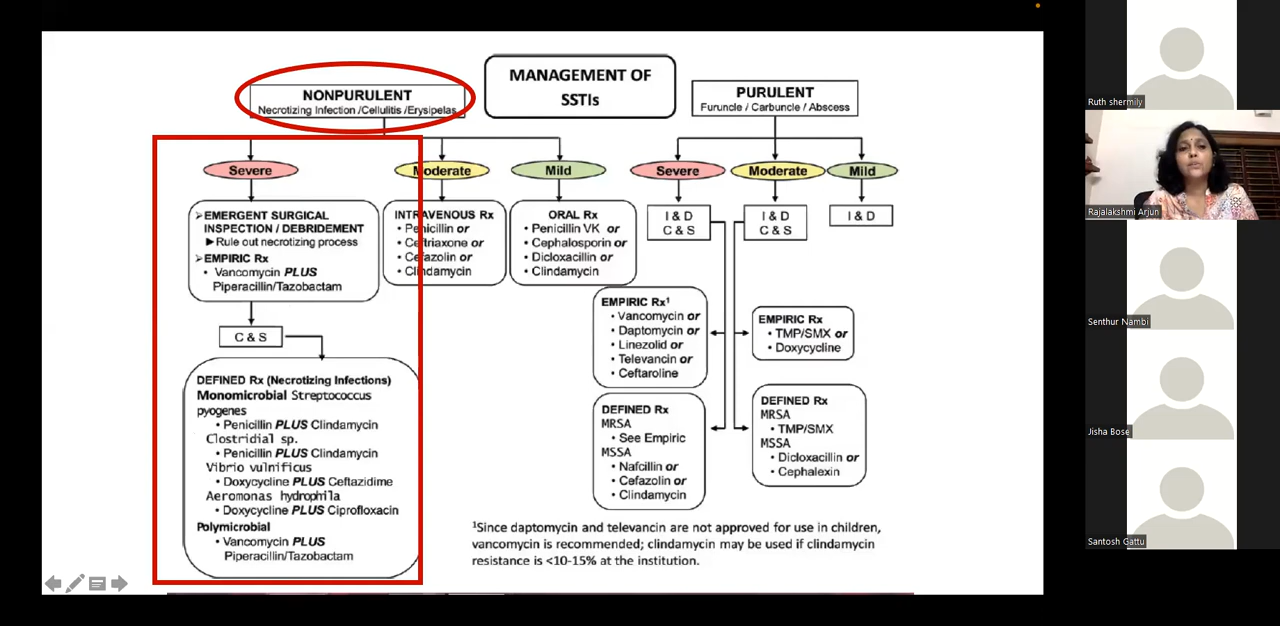 MANAGEMENT OF
SSTIs
NONPURULENT
Necrotizing Infection /Cellulitis /Erysipelas
Severe
➢EMERGENT SURGICAL
INSPECTION / DEBRIDEMENT
►Rule out necrotizing process
➢EMPIRIC Rx
• Vancomycin PLUS
Piperacillin/Tazobactam
C & S
DEFINED Rx (Necrotizing Infections)
Monomicrobial Streptococcus
pyogenes
• Penicillin PLUS Clindamycin
Clostridial sp.
• Penicillin PLUS Clindamycin
Vibrio vulnificus
• Doxycycline PLUS Ceftazidime
Aeromonas hydrophila
• Doxycycline PLUS Ciprofloxacin
Polymicrobial
• Vancomycin PLUS
Piperacillin/Tazobactam
Moderate
INTRAVENOUS Rx
• Penicillin or
• Ceftriaxone or
• Cefazolin or
• Clindamycin
Mild
ORAL Rx
• Penicillin VK or
• Cephalosporin or
• Dicloxacillin or
• Clindamycin
PURULENT
Furuncle / Carbuncle / Abscess
Severe
I & D
C & S
EMPIRIC Rx¹
• Vancomycin or
• Daptomycin or
• Linezolid or
• Televancin or
• Ceftaroline
DEFINED Rx
MRSA
• See Empiric
MSSA
• Nafcillin or
• Cefazolin or
• Clindamycin
Moderate
I & D
C & S
EMPIRIC Rx
• TMP/SMX or
• Doxycycline
DEFINED Rx
MRSA
• TMP/SMX
MSSA
• Dicloxacillin or
• Cephalexin
Mild
I & D
¹Since daptomycin and televancin are not approved for use in children,
vancomycin is recommended; clindamycin may be used if clindamycin
resistance is <10-15% at the institution.
Ruth shermily
Rajalakshmi Arjun
Senthur Nambi
Jisha Bose
Santosh Gattu